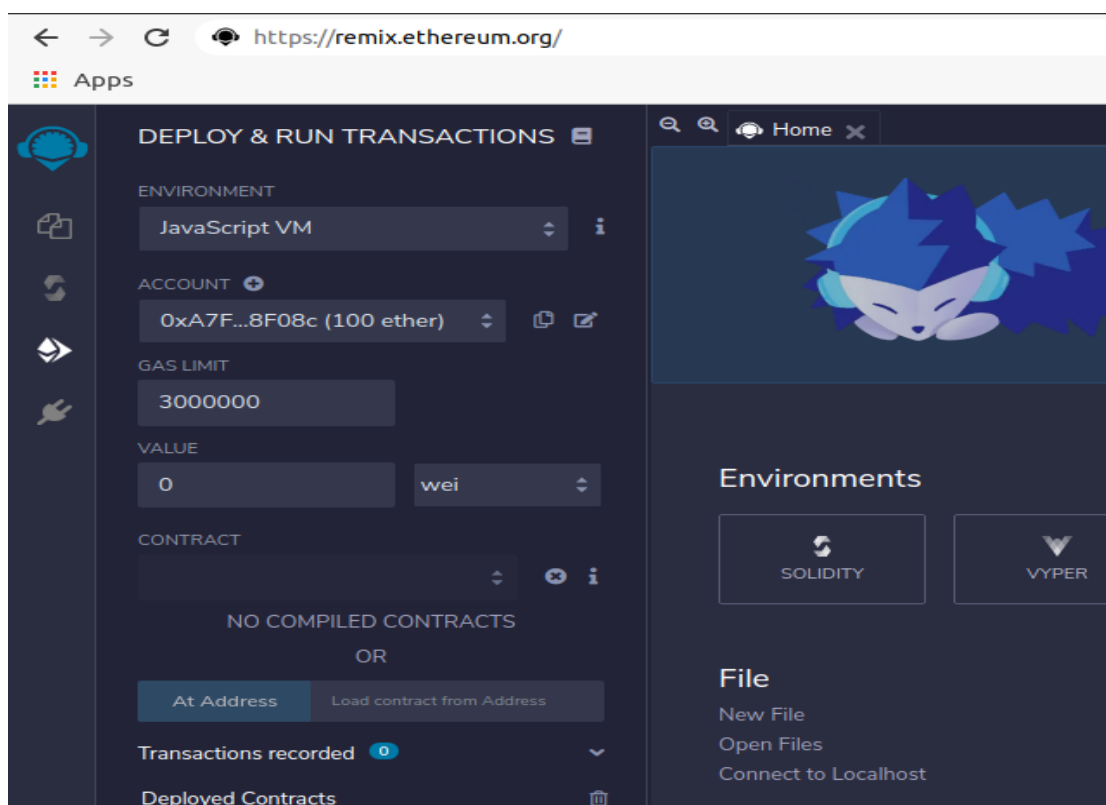 https://remix.ethereum.org/
Apps
DEPLOY & RUN TRANSACTIONS
Home
ENVIRONMENT
JavaScript VM
i
ACCOUNT
0xA7F...8F08c (100 ether)
GAS LIMIT
3000000
VALUE
0 wei
CONTRACT
i
NO COMPILED CONTRACTS
OR
At Address Load contract from Address
Transactions recorded 0
Deployed Contracts
Environments
SOLIDITY VYPER
File
New File
Open Files
Connect to Localhost